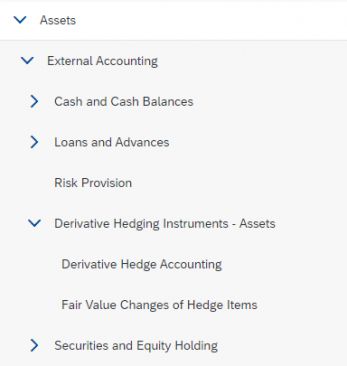 Assets
External Accounting
Cash and Cash Balances
Loans and Advances
Risk Provision
Derivative Hedging Instruments - Assets
Derivative Hedge Accounting
Fair Value Changes of Hedge Items
Securities and Equity Holding